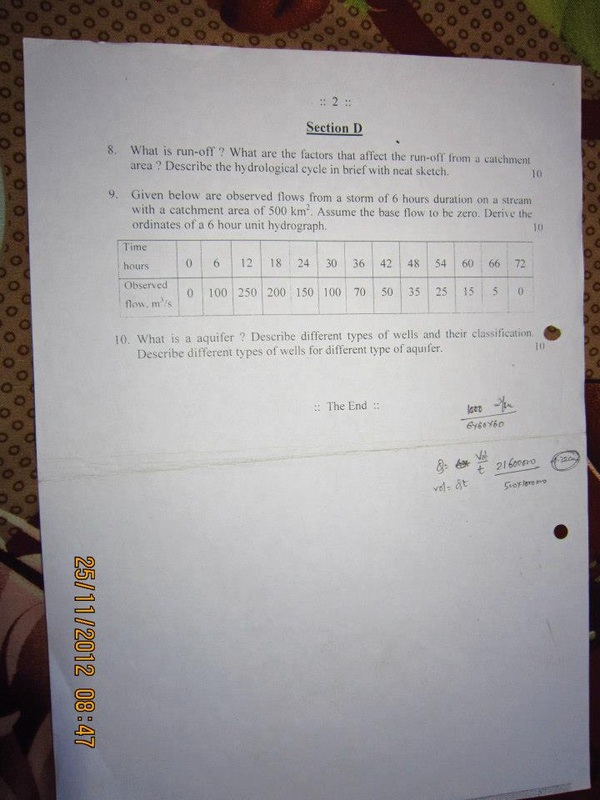 :: 2 ::
Section D
8. What is run-off ? What are the factors that affect the run-off from a catchment
area ? Describe the hydrological cycle in brief with neat sketch.
10
9. Given below are observed flows from a storm of 6 hours duration on a stream
with a catchment area of 500 km². Assume the base flow to be zero. Derive the
ordinates of a 6 hour unit hydrograph.
10
Time
hours 0 6 12 18 24 30 36 42 48 54 60 66 72
Observed
flow, m³/s 0 100 250 200 150 100 70 50 35 25 15 5 0
10. What is a aquifer ? Describe different types of wells and their classification.
Describe different types of wells for different type of aquifer.
10
:: The End ::
1000
6x60x60
Q = Vol
t
21600000
vol = Qt
25/11/2012 08:47